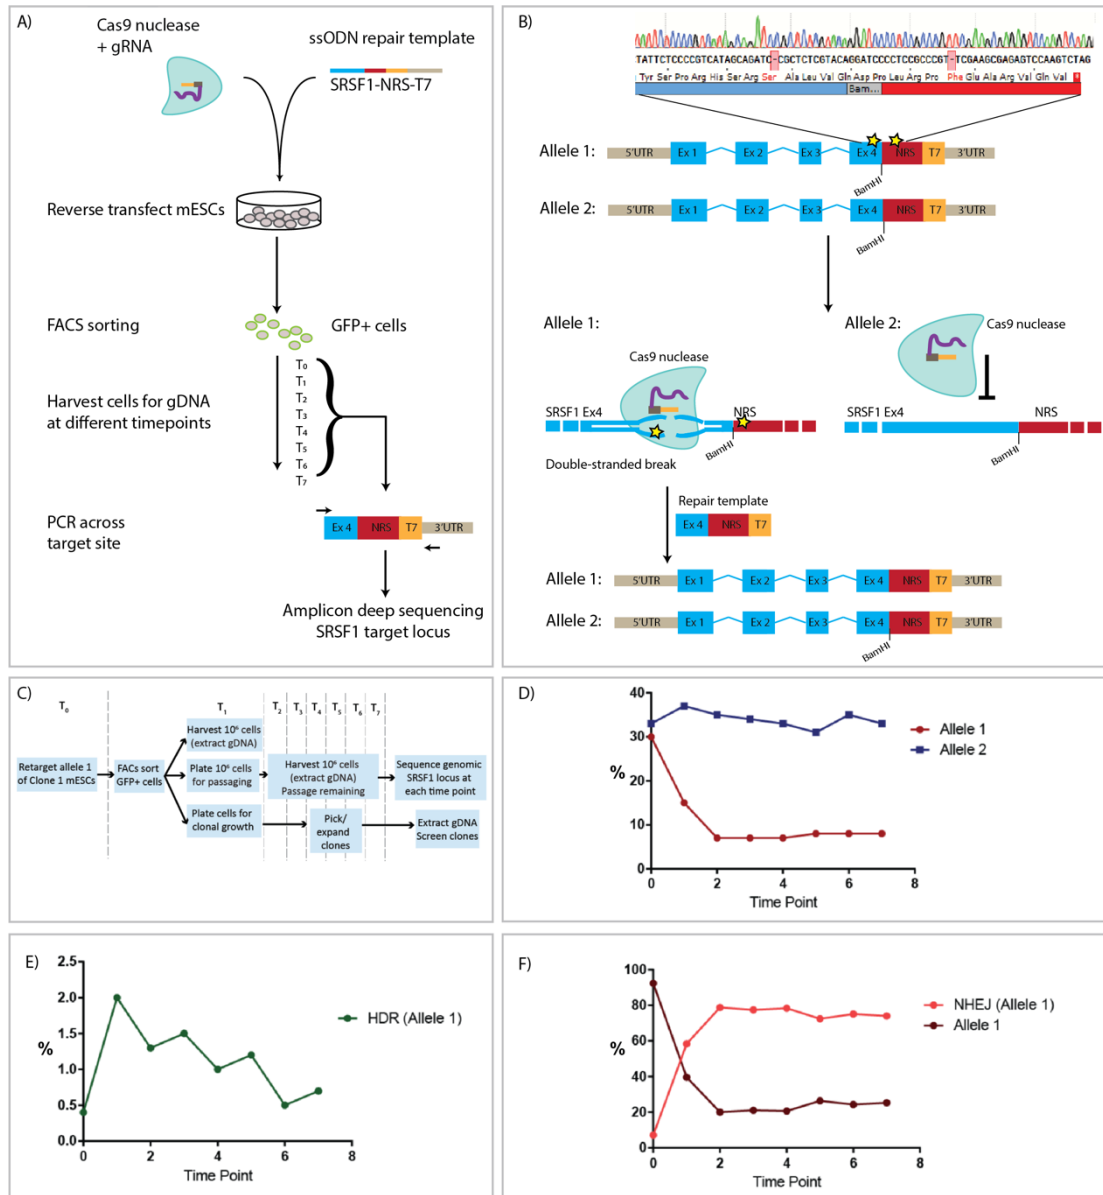 A)
Cas9 nuclease
+ gRNA
ssODN repair template
SRSF1-NRS-T7
Reverse transfect mESCs
FACS sorting
GFP+ cells
T0
T1
T2
T3
T4
T5
T6
T7
Harvest cells for gDNA
at different timepoints
PCR across
target site
Ex 4
NRS
T7
3'UTR
Amplicon deep sequencing
SRSF1 target locus
B)
TATTCTCCCCGTCATAGCAGATC-CGCTCTCGTACAGGATCCCCTCCGCCCGT-TCGAAGCGAGAGTCCAAGTCTAG
Tyr Ser Pro Arg His Ser Arg Ser Ala Leu Val Gln Asp Pro Leu Arg Pro Phe Glu Ala Arg Val Gln Val *
Bam...
Allele 1:
5'UTR
Ex 1
Ex 2
Ex 3
Ex 4
NRS
T7
3'UTR
BamHI
Allele 2:
5'UTR
Ex 1
Ex 2
Ex 3
Ex 4
NRS
T7
3'UTR
BamHI
Allele 1:
Cas9 nuclease
SRSF1 Ex4
NRS
BamHI
Double-stranded break
Allele 2:
Cas9 nuclease
SRSF1 Ex4
NRS
BamHI
Repair template
Ex 4
NRS
T7
Allele 1:
5'UTR
Ex 1
Ex 2
Ex 3
Ex 4
NRS
T7
3'UTR
Allele 2:
5'UTR
Ex 1
Ex 2
Ex 3
Ex 4
NRS
T7
3'UTR
BamHI
C)
T0
T1
T2
T3
T4
T5
T6
T7
Retarget allele 1
of Clone 1 mESCs
FACs sort
GFP+ cells
Harvest 10⁶ cells
(extract gDNA)
Plate 10⁶ cells
for passaging
Plate cells for
clonal growth
Harvest 10⁶ cells
(extract gDNA)
Passage remaining
Pick/
expand
clones
Sequence genomic
SRSF1 locus at
each time point
Extract gDNA
Screen clones
D)
40
30
20
10
0
%
0 2 4 6 8
Time Point
Allele 1
Allele 2
E)
2.5
2.0
1.5
1.0
0.5
0.0
%
0 2 4 6 8
Time Point
HDR (Allele 1)
F)
100
80
60
40
20
0
%
0 2 4 6 8
Time Point
NHEJ (Allele 1)
Allele 1